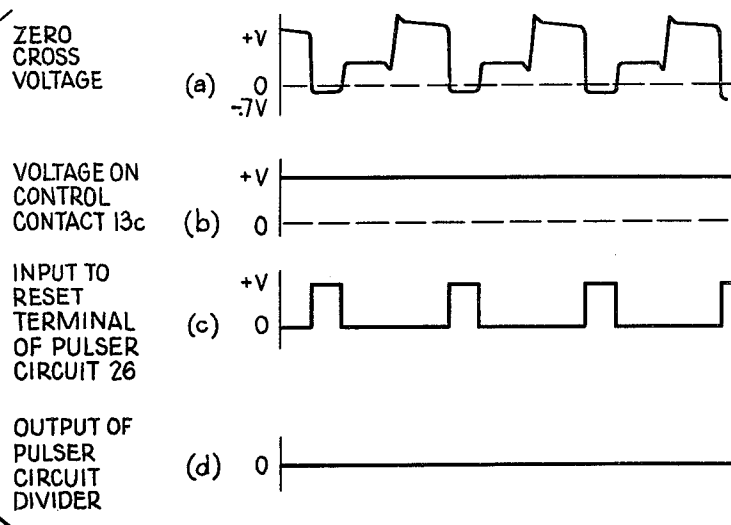 ZERO
CROSS
VOLTAGE
(a)
+V
0
-.7V
VOLTAGE ON
CONTROL
CONTACT 13c
(b)
+V
0
INPUT TO
RESET
TERMINAL
OF PULSER
CIRCUIT 26
(c)
+V
0
OUTPUT OF
PULSER
CIRCUIT
DIVIDER
(d)
0